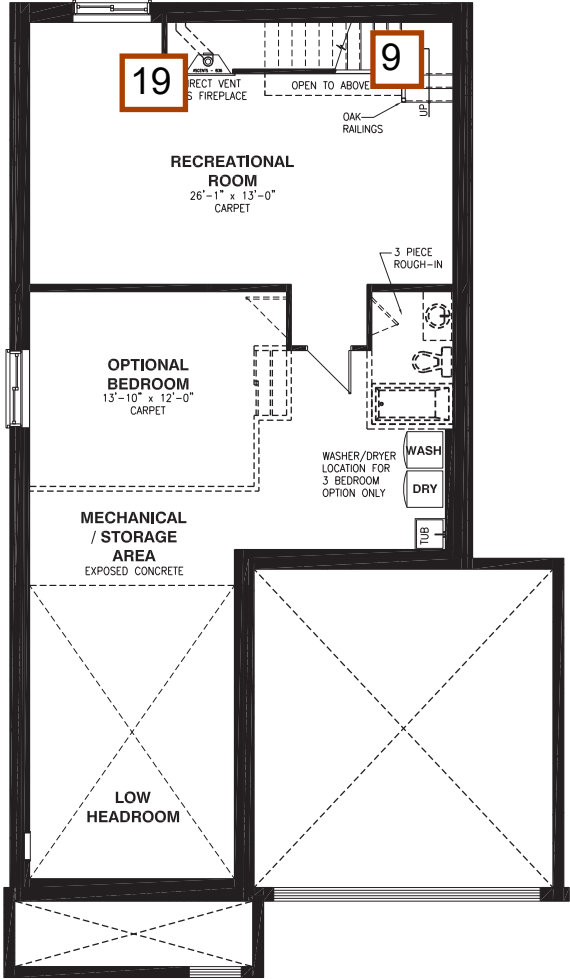 19
9
RECT VENT
S FIREPLACE
OPEN TO ABOVE
UP
OAK
RAILINGS
RECREATIONAL
ROOM
26'-1" x 13'-0"
CARPET
3 PIECE
ROUGH-IN
OPTIONAL
BEDROOM
13'-10" x 12'-0"
CARPET
WASHER/DRYER
LOCATION FOR
3 BEDROOM
OPTION ONLY
WASH
DRY
TUB
MECHANICAL
/ STORAGE
AREA
EXPOSED CONCRETE
LOW
HEADROOM